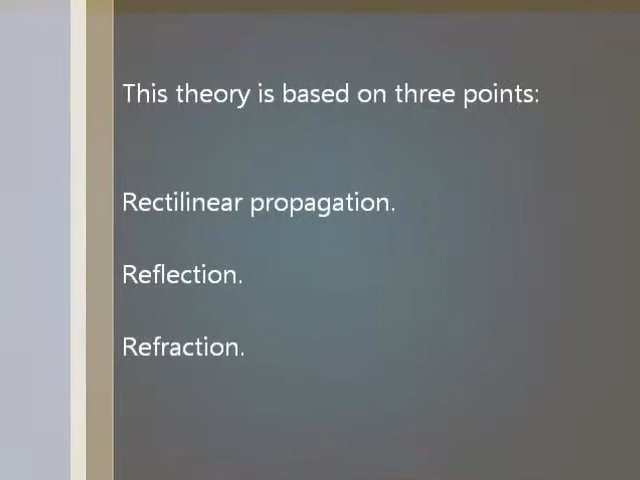 This theory is based on three points:
Rectilinear propagation.
Reflection.
Refraction.